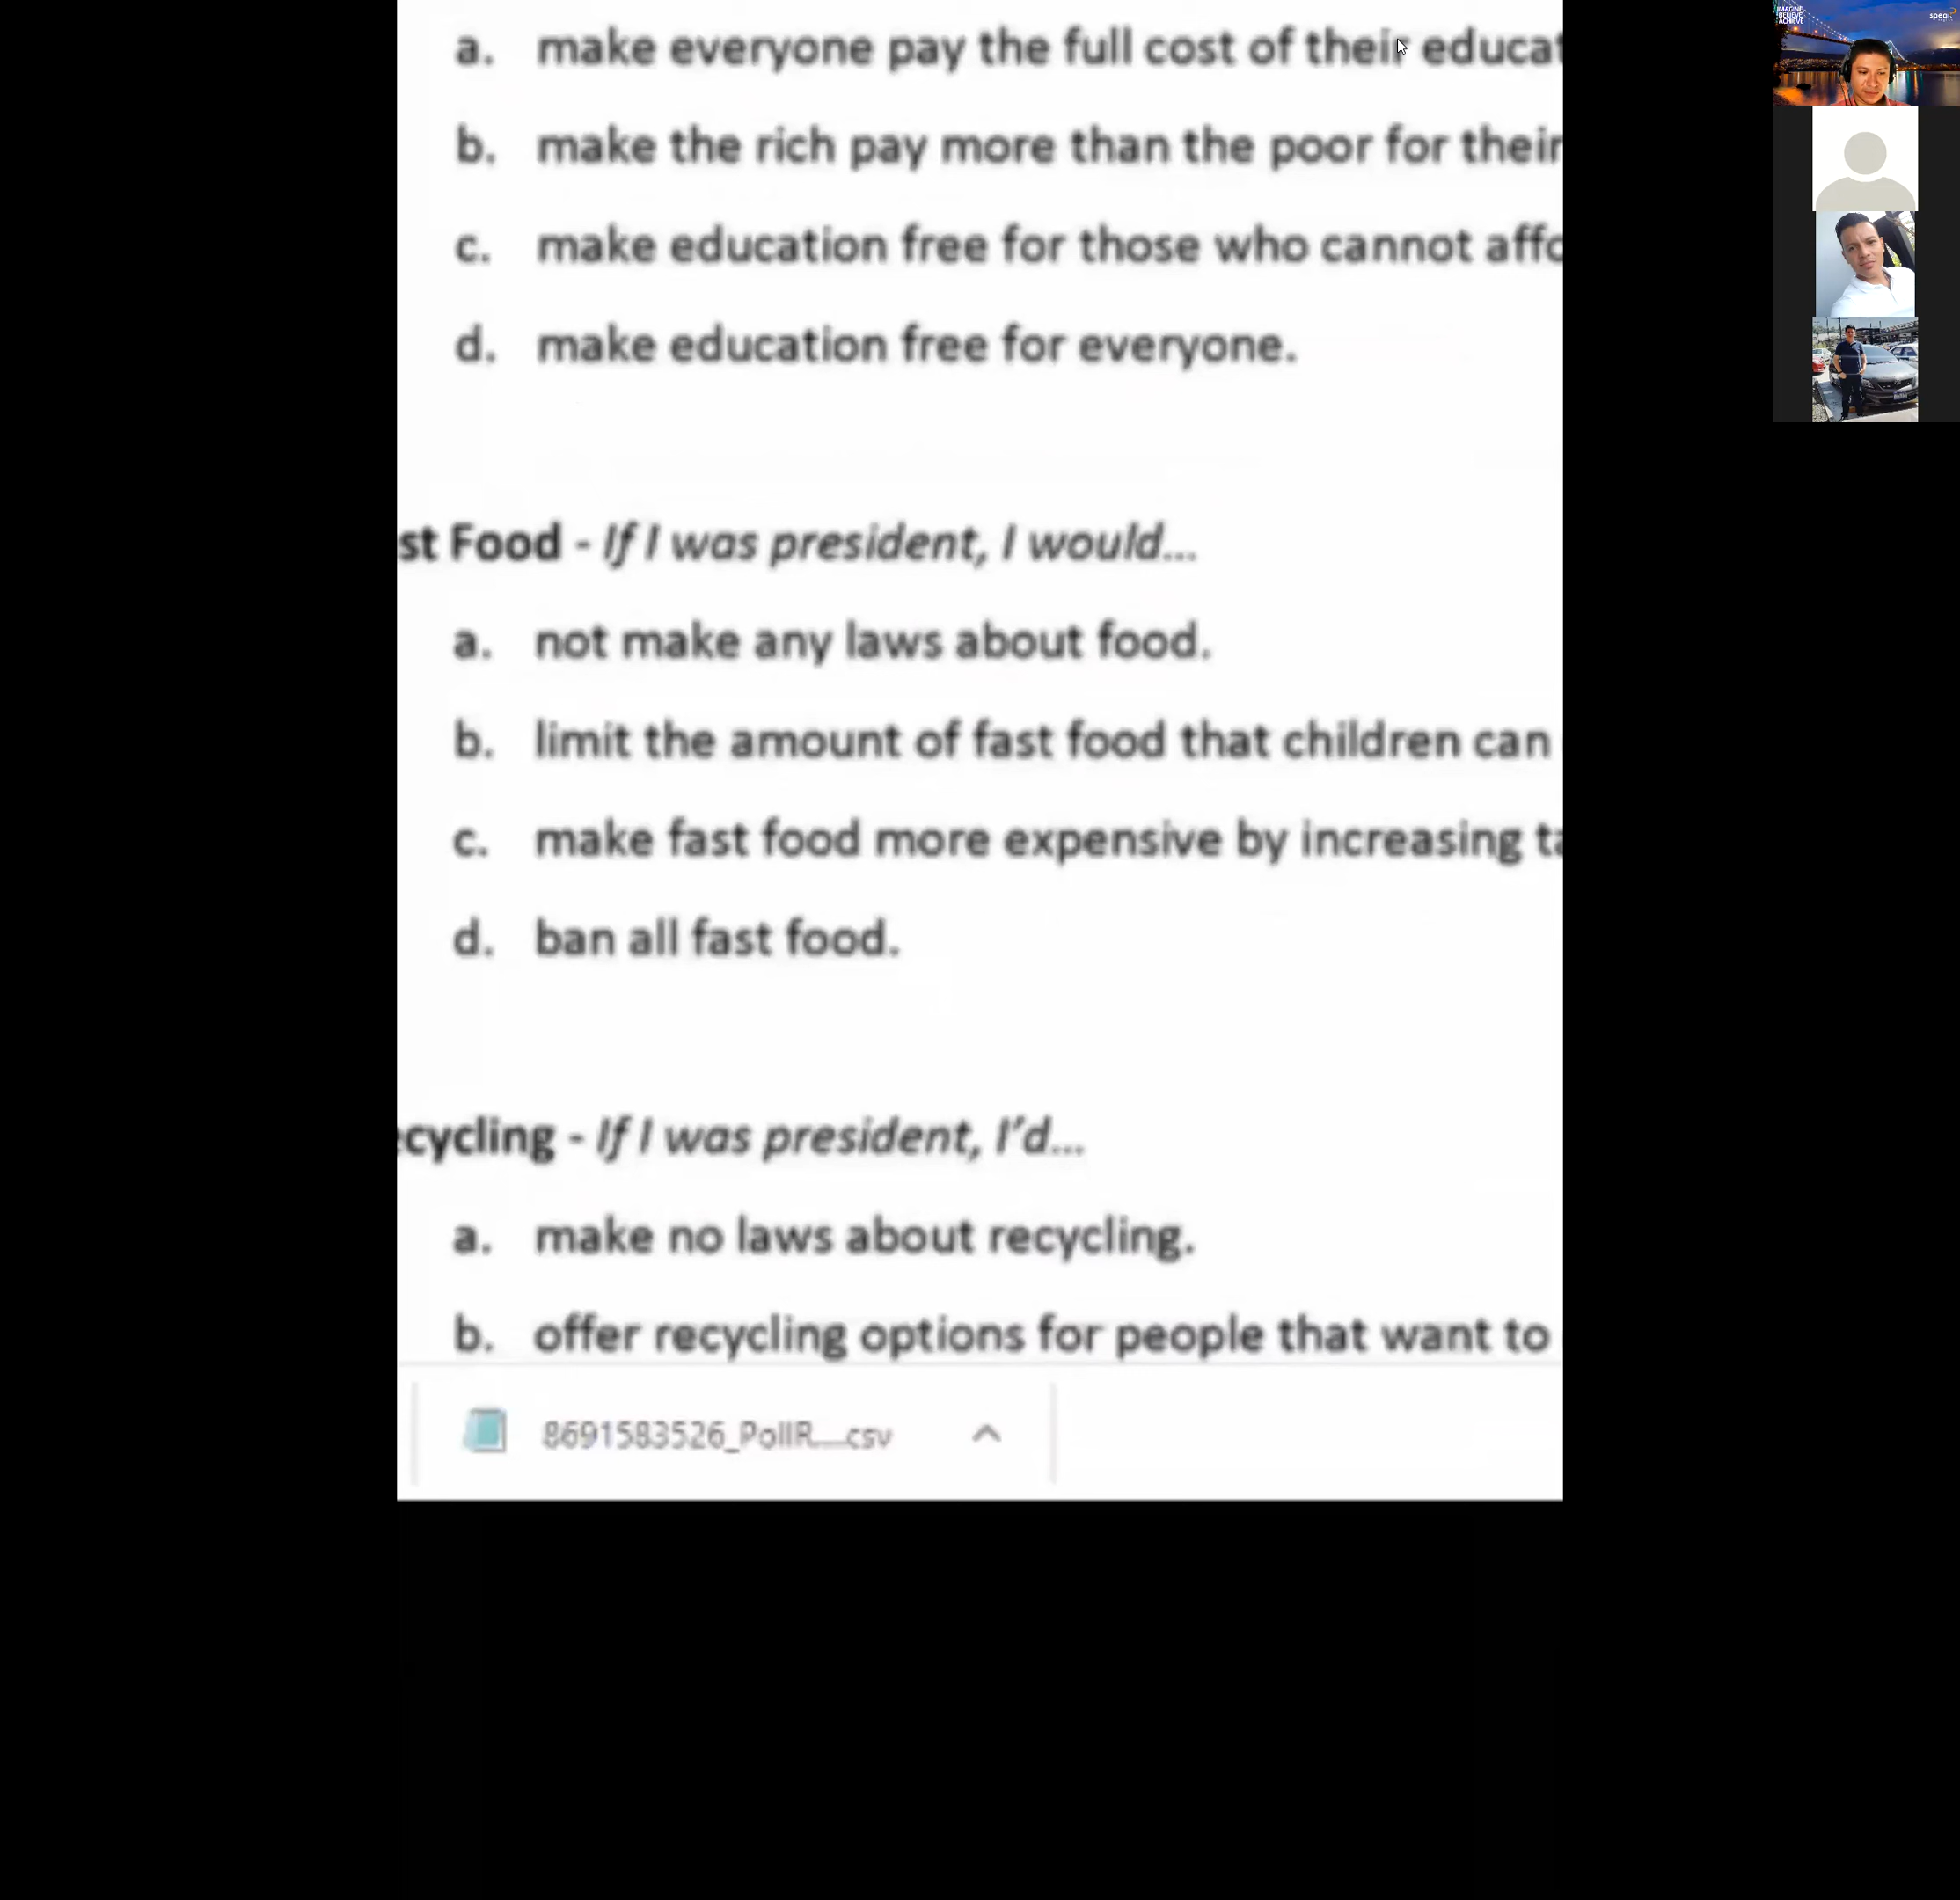 a. make everyone pay the full cost of their educat
b. make the rich pay more than the poor for their
c. make education free for those who cannot affo
d. make education free for everyone.
st Food - If I was president, I would...
a. not make any laws about food.
b. limit the amount of fast food that children can
c. make fast food more expensive by increasing ta
d. ban all fast food.
cycling - If I was president, I'd...
a. make no laws about recycling.
b. offer recycling options for people that want to
8691583526_PollR....csv
IMAGINE
BELIEVE
ACHIEVE